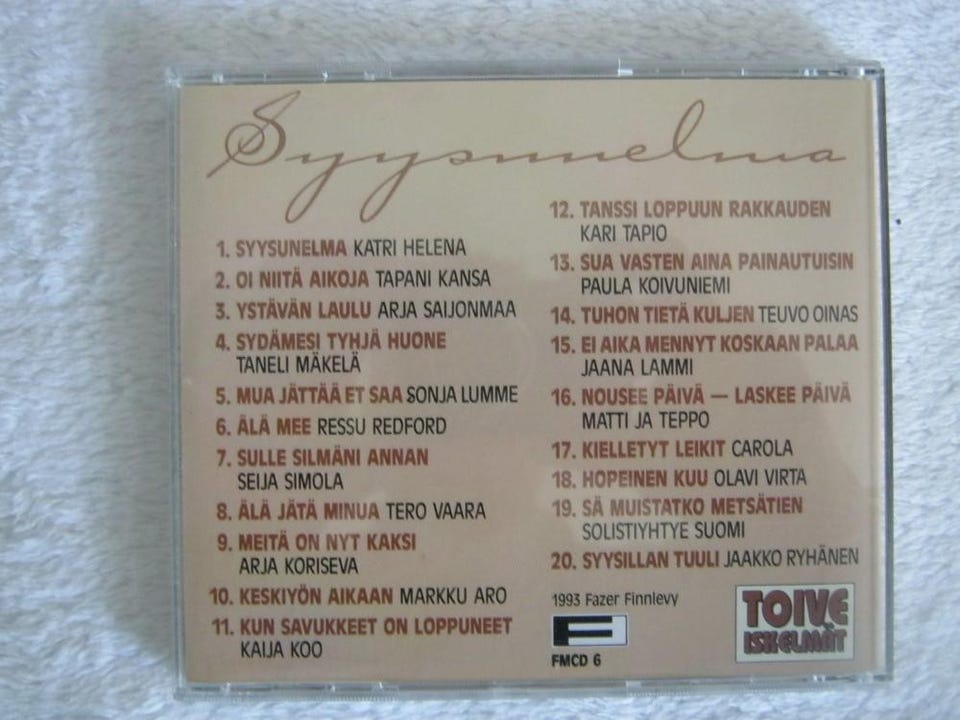 Syysunelma
1. SYYSUNELMA KATRI HELENA
2. OI NIITÄ AIKOJA TAPANI KANSA
3. YSTÄVÄN LAULU ARJA SAIJONMAA
4. SYDÄMESI TYHJÄ HUONE
TANELI MÄKELÄ
5. MUA JÄTTÄÄ ET SAA SONJA LUMME
6. ÄLÄ MEE RESSU REDFORD
7. SULLE SILMÄNI ANNAN
SEIJA SIMOLA
8. ÄLÄ JÄTÄ MINUA TERO VAARA
9. MEITÄ ON NYT KAKSI
ARJA KORISEVA
10. KESKIYÖN AIKAAN MARKKU ARO
11. KUN SAVUKKEET ON LOPPUNEET
KAIJA KOO
12. TANSSI LOPPUUN RAKKAUDEN
KARI TAPIO
13. SUA VASTEN AINA PAINAUTUISIN
PAULA KOIVUNIEMI
14. TUHON TIETÄ KULJEN TEUVO OINAS
15. EI AIKA MENNYT KOSKAAN PALAA
JAANA LAMMI
16. NOUSEE PÄIVÄ — LASKEE PÄIVÄ
MATTI JA TEPPO
17. KIELLETYT LEIKIT CAROLA
18. HOPEINEN KUU OLAVI VIRTA
19. SÄ MUISTATKO METSÄTIEN
SOLISTIYHTYE SUOMI
20. SYYSILLAN TUULI JAAKKO RYHÄNEN
1993 Fazer Finnlevy
F
FMCD 6
TOIVE
ISKELMÄT